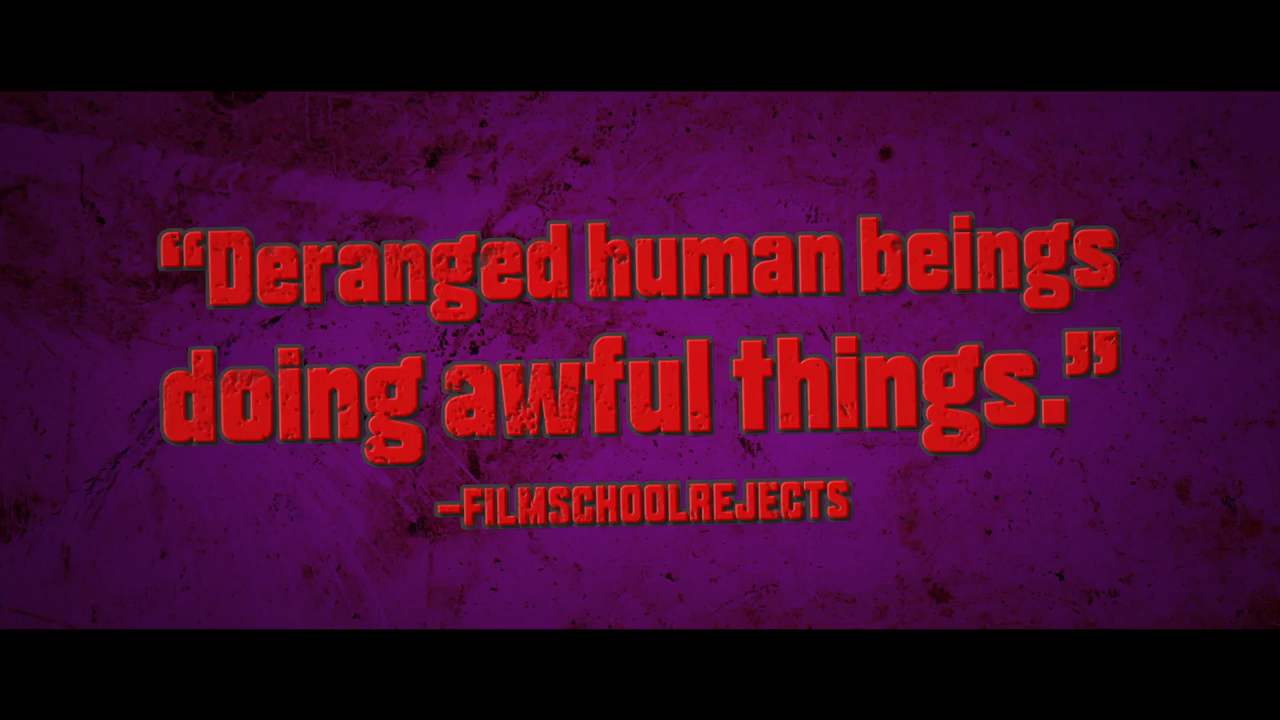 “Deranged human beings
doing awful things.”
–FILMSCHOOLREJECTS